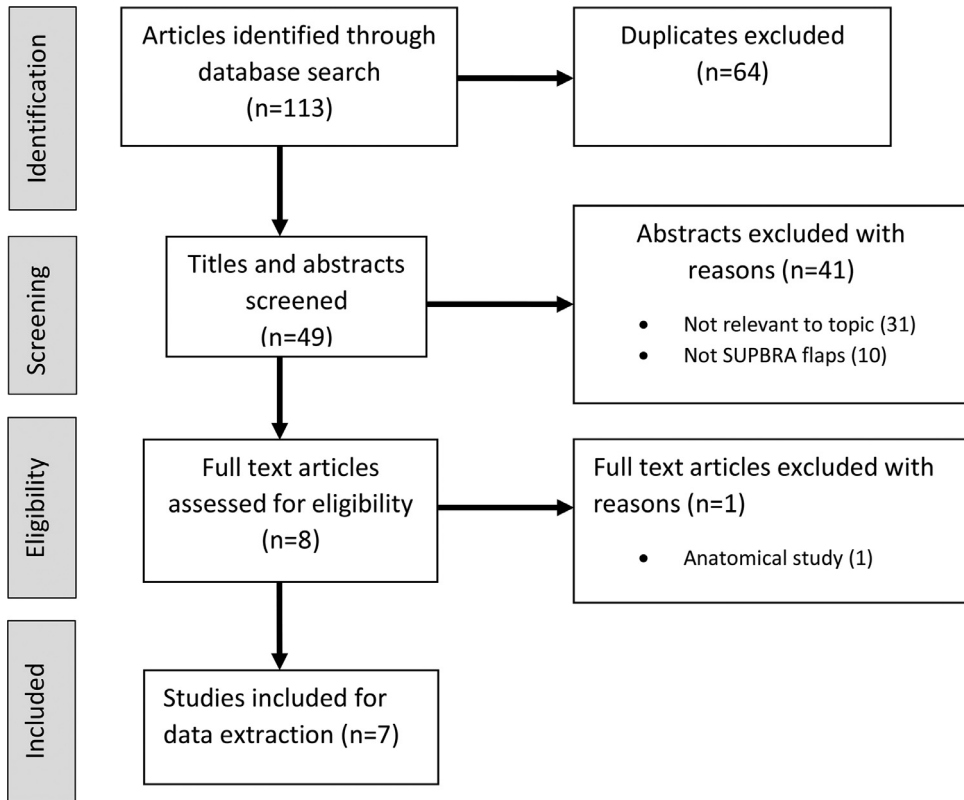 Identification
Articles identified through
database search
(n=113)
Duplicates excluded
(n=64)
Screening
Titles and abstracts
screened
(n=49)
Abstracts excluded with
reasons (n=41)
• Not relevant to topic (31)
• Not SUPBRA flaps (10)
Eligibility
Full text articles
assessed for eligibility
(n=8)
Full text articles excluded with
reasons (n=1)
• Anatomical study (1)
Included
Studies included for
data extraction (n=7)